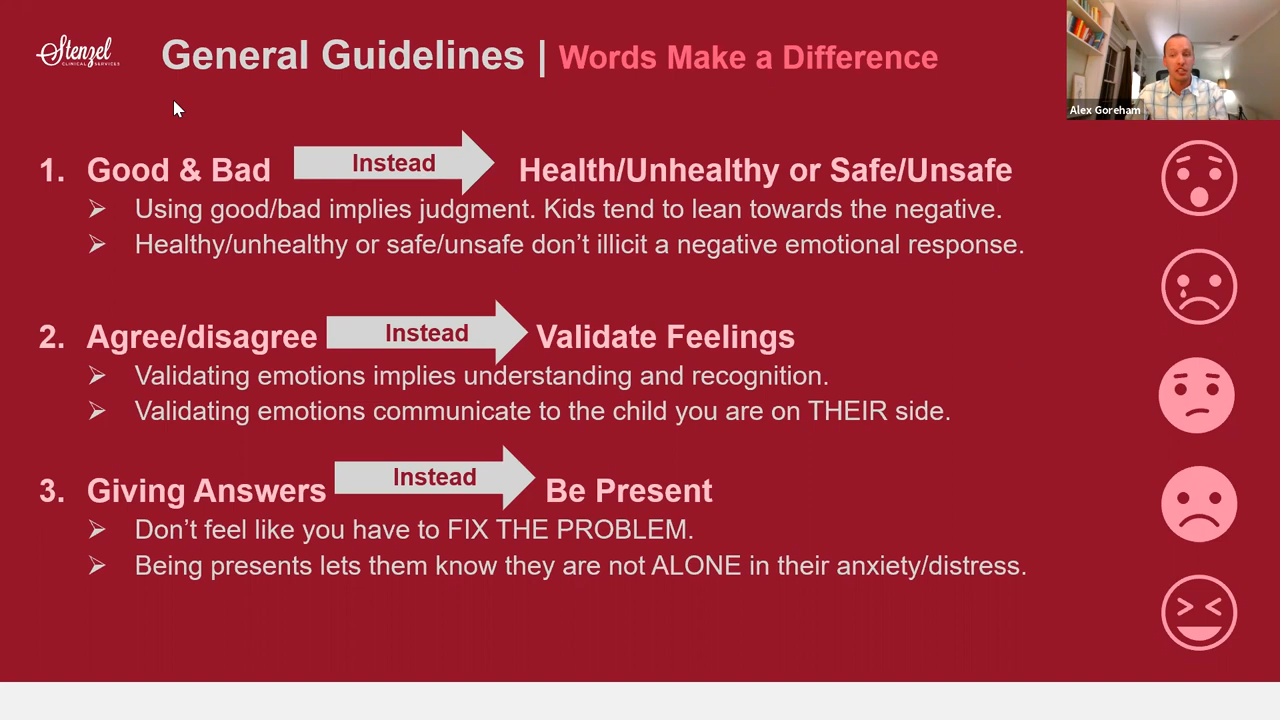 Stenzel
CLINICAL SERVICES
General Guidelines | Words Make a Difference
Alex Goreham
1. Good & Bad Instead Health/Unhealthy or Safe/Unsafe
Using good/bad implies judgment. Kids tend to lean towards the negative.
Healthy/unhealthy or safe/unsafe don’t illicit a negative emotional response.
2. Agree/disagree Instead Validate Feelings
Validating emotions implies understanding and recognition.
Validating emotions communicate to the child you are on THEIR side.
3. Giving Answers Instead Be Present
Don’t feel like you have to FIX THE PROBLEM.
Being presents lets them know they are not ALONE in their anxiety/distress.